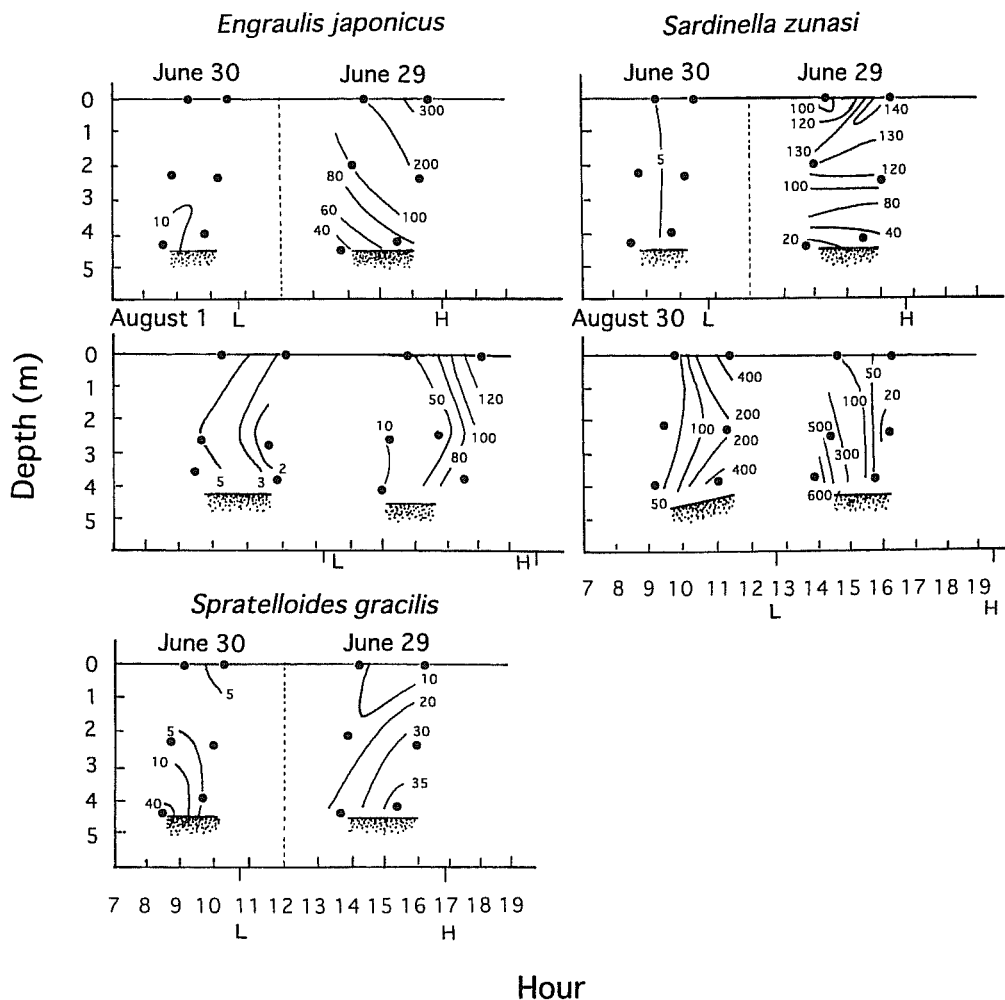 Engraulis japonicus
Sardinella zunasi
June 30
June 29
June 30
June 29
0
1
2
3
4
5
10
300
200
80
100
60
40
5
100
140
120
130
130
120
100
80
40
20
August 1
L
H
August 30
L
H
Depth (m)
0
1
2
3
4
5
5
3
2
10
50
120
100
80
400
200
100
200
400
50
50
100
20
500
300
600
L
H
7 8 9 10 11 12 13 14 15 16 17 18 19
L
H
Spratelloides gracilis
June 30
June 29
0
1
2
3
4
5
5
5
10
40
10
20
30
35
7 8 9 10 11 12 13 14 15 16 17 18 19
L
H
Hour